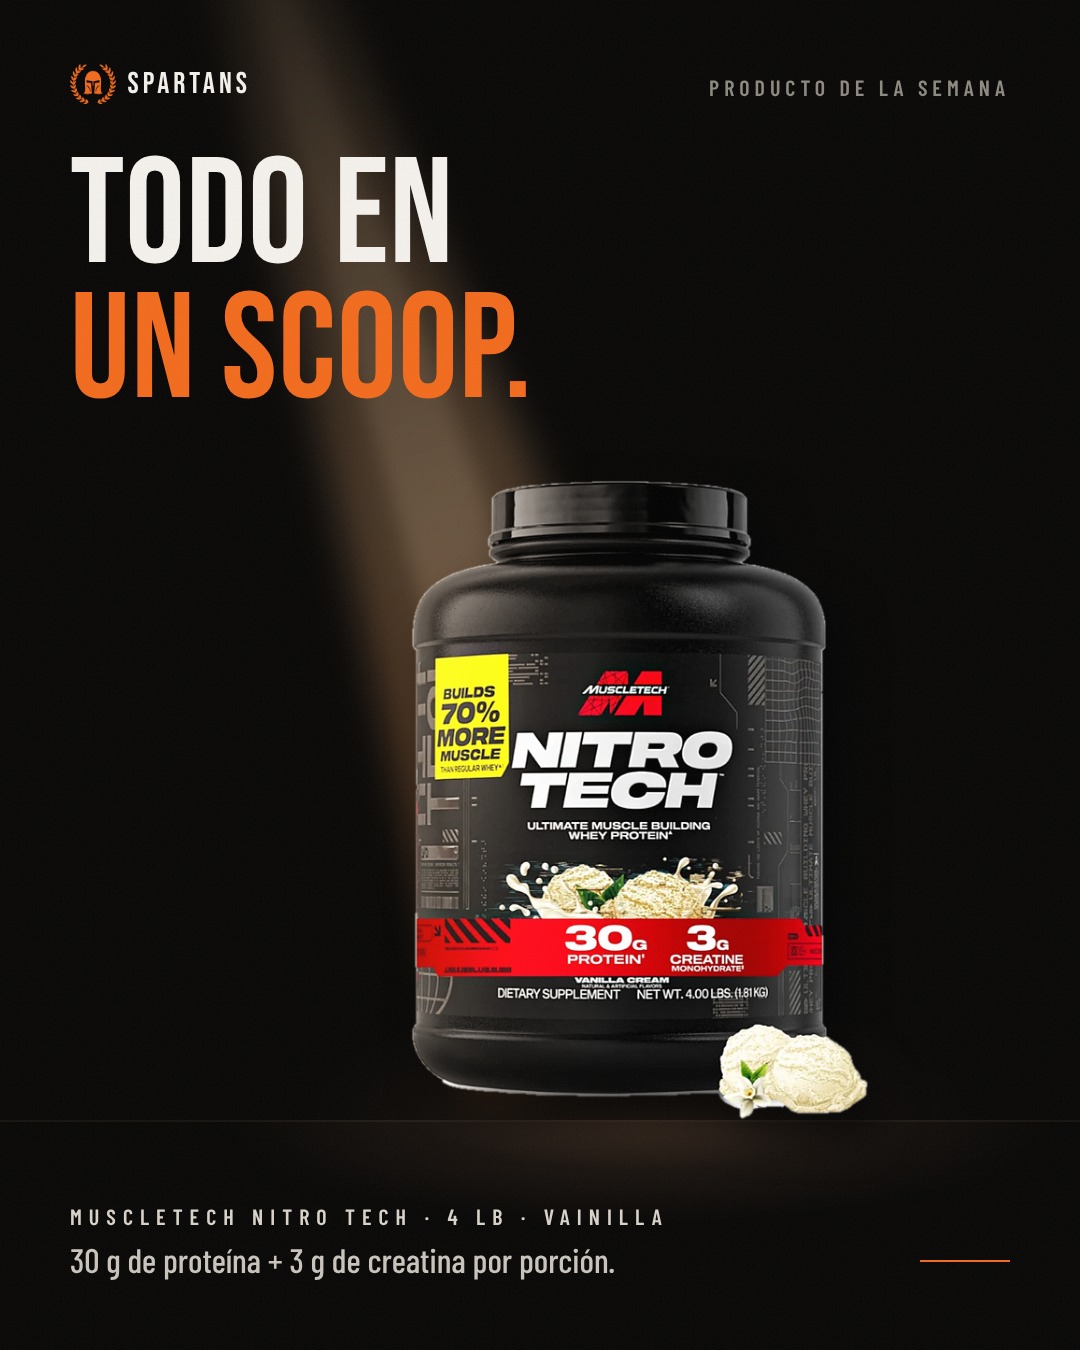 SPARTANS
PRODUCTO DE LA SEMANA
TODO EN
UN SCOOP.
BUILDS
70%
MORE
MUSCLE
THAN REGULAR WHEY
MUSCLETECH
NITRO
TECH
ULTIMATE MUSCLE BUILDING
WHEY PROTEIN
30G
PROTEIN
3G
CREATINE
MONOHYDRATE
VANILLA CREAM
NATURAL & ARTIFICIAL FLAVORS
DIETARY SUPPLEMENT NET WT. 4.00 LBS. (1.81 KG)
MUSCLETECH NITRO TECH · 4 LB · VAINILLA
30 g de proteína + 3 g de creatina por porción.